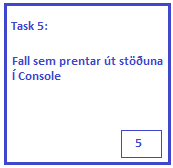 Task 5:
Fall sem prentar út stöðuna
Í Console
5